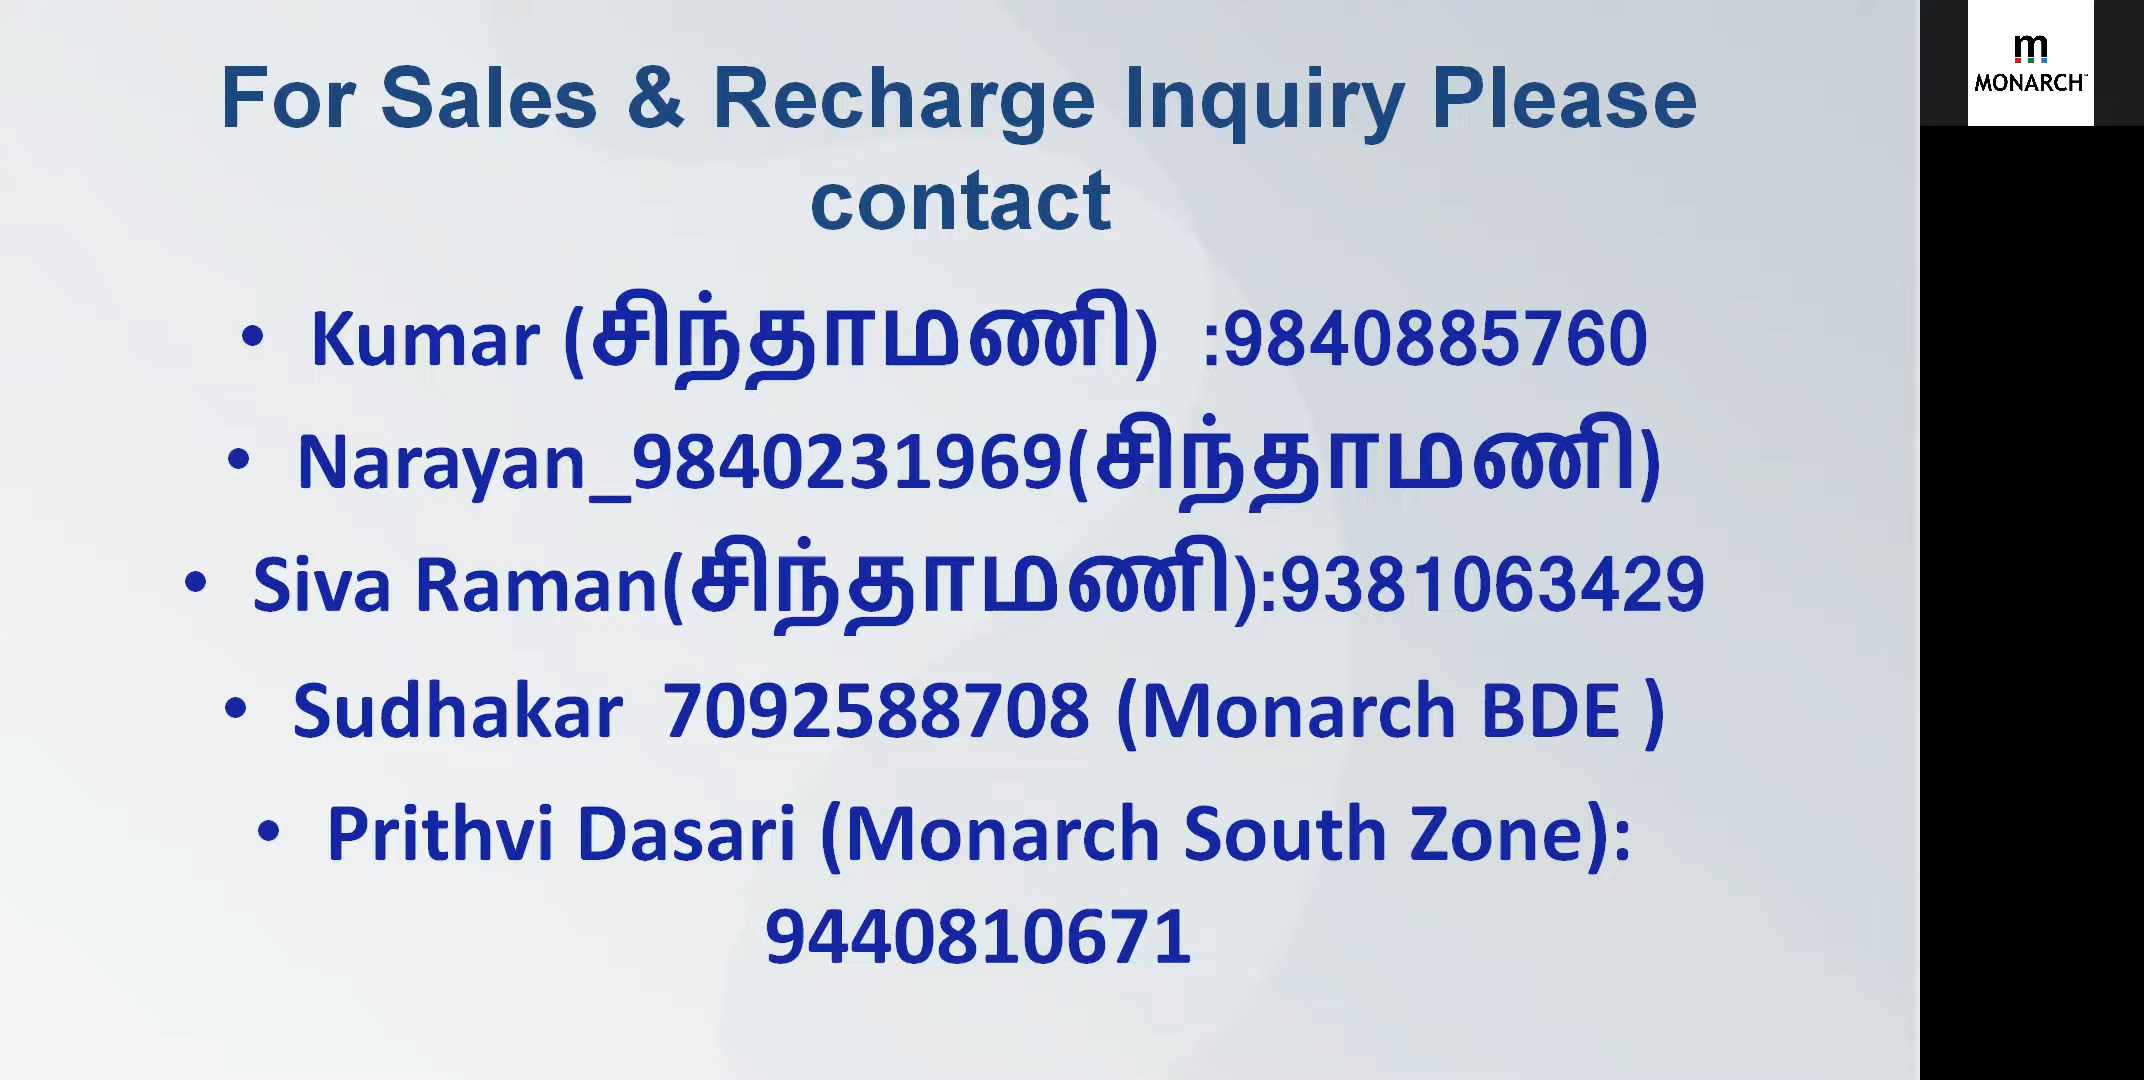 For Sales & Recharge Inquiry Please
contact
• Kumar (சிந்தாமணி) :9840885760
• Narayan_9840231969(சிந்தாமணி)
• Siva Raman(சிந்தாமணி):9381063429
• Sudhakar 7092588708 (Monarch BDE )
• Prithvi Dasari (Monarch South Zone):
9440810671
m
MONARCH™